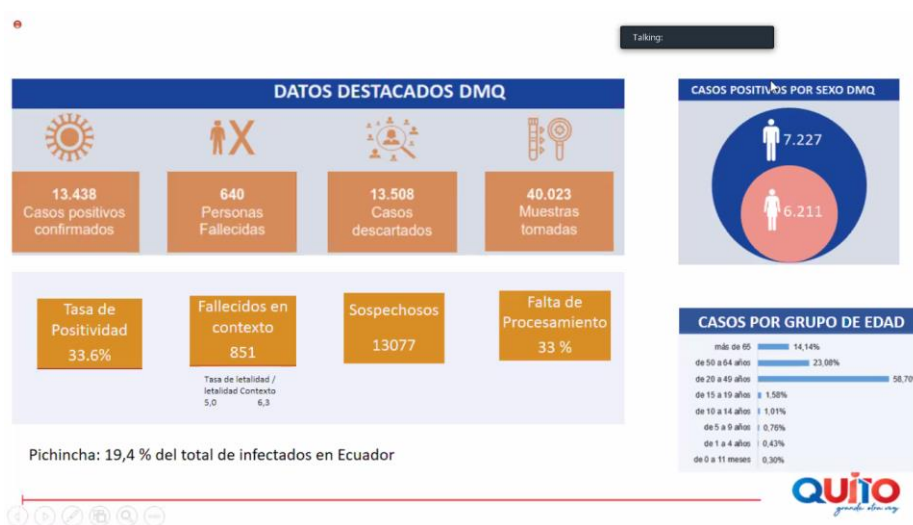 Talking:
DATOS DESTACADOS DMQ
13.438
Casos positivos
confirmados
640
Personas
Fallecidas
13.508
Casos
descartados
40.023
Muestras
tomadas
Tasa de
Positividad
33.6%
Fallecidos en
contexto
851
Tasa de letalidad /
letalidad Contexto
5,0 6,3
Sospechosos
13077
Falta de
Procesamiento
33 %
Pichincha: 19,4 % del total de infectados en Ecuador
CASOS POSITIVOS POR SEXO DMQ
7.227
6.211
CASOS POR GRUPO DE EDAD
más de 65 14,14%
de 50 a 64 años 23,08%
de 20 a 49 años 58,70
de 15 a 19 años 1,58%
de 10 a 14 años 1,01%
de 5 a 9 años 0,76%
de 1 a 4 años 0,43%
de 0 a 11 meses 0,30%
QUITO
grande otra vez